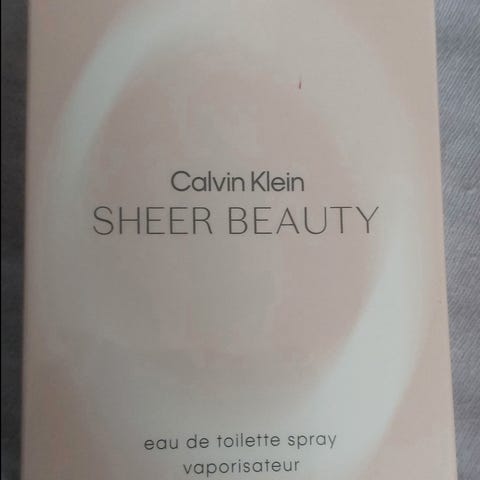 Calvin Klein
SHEER BEAUTY
eau de toilette spray
vaporisateur